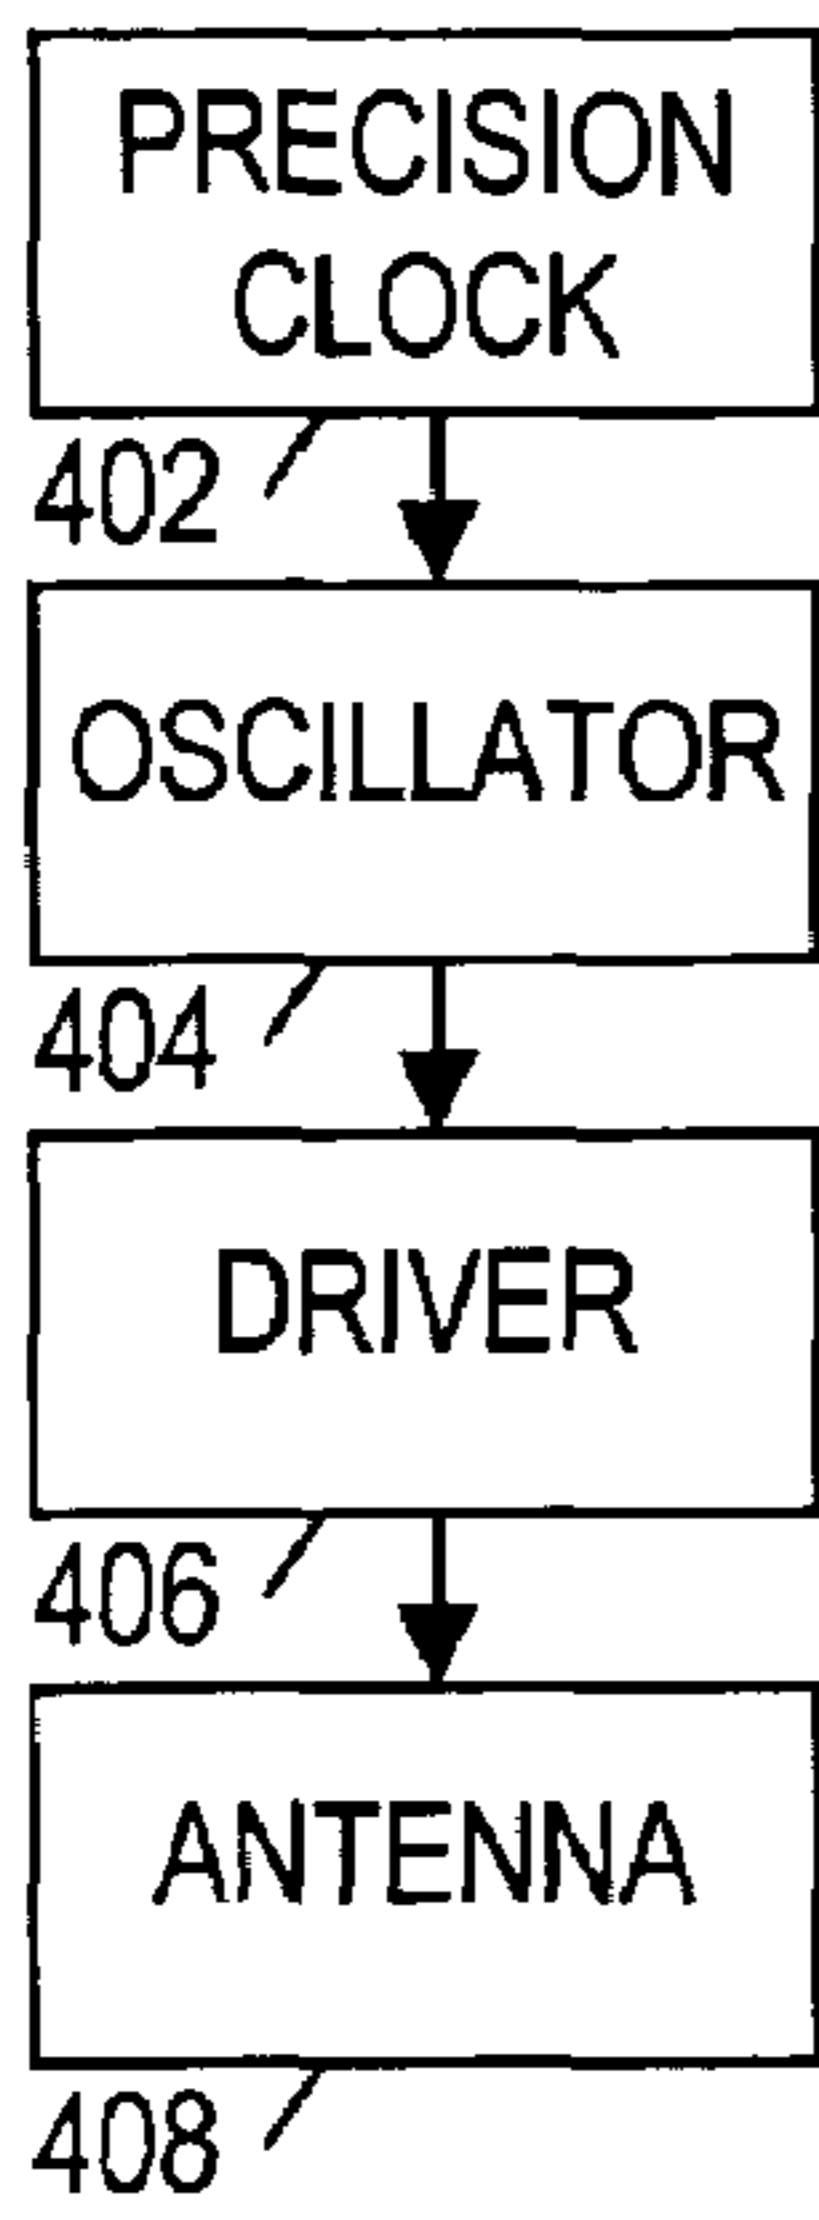 PRECISION
CLOCK
402
OSCILLATOR
404
DRIVER
406
ANTENNA
408